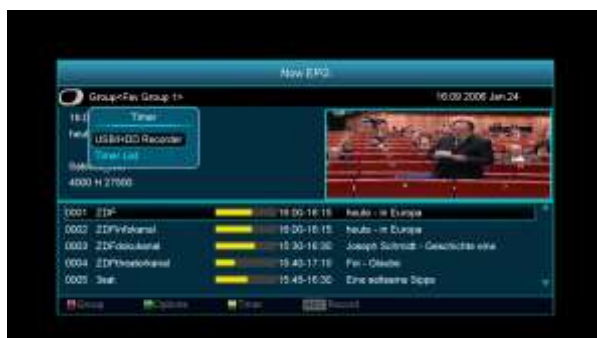 Now EPG
Group<Fav Group 1>
16:09 2006 Jan.24
Timer
USB/HDD Recorder
Timer List
4000 H 27500
0001 ZDF 16:00-16:15 heute - in Europa
0002 ZDFinfokanal 16:00-16:15 heute - in Europa
0003 ZDFdokukanal 15:30-16:30 Joseph Schmidt - Geschichte eine
0004 ZDFtheaterkanal 15:40-17:10 Glaube
0005 3sat 15:45-16:30 Eine seltsame Sippe
Group Options Timer Record